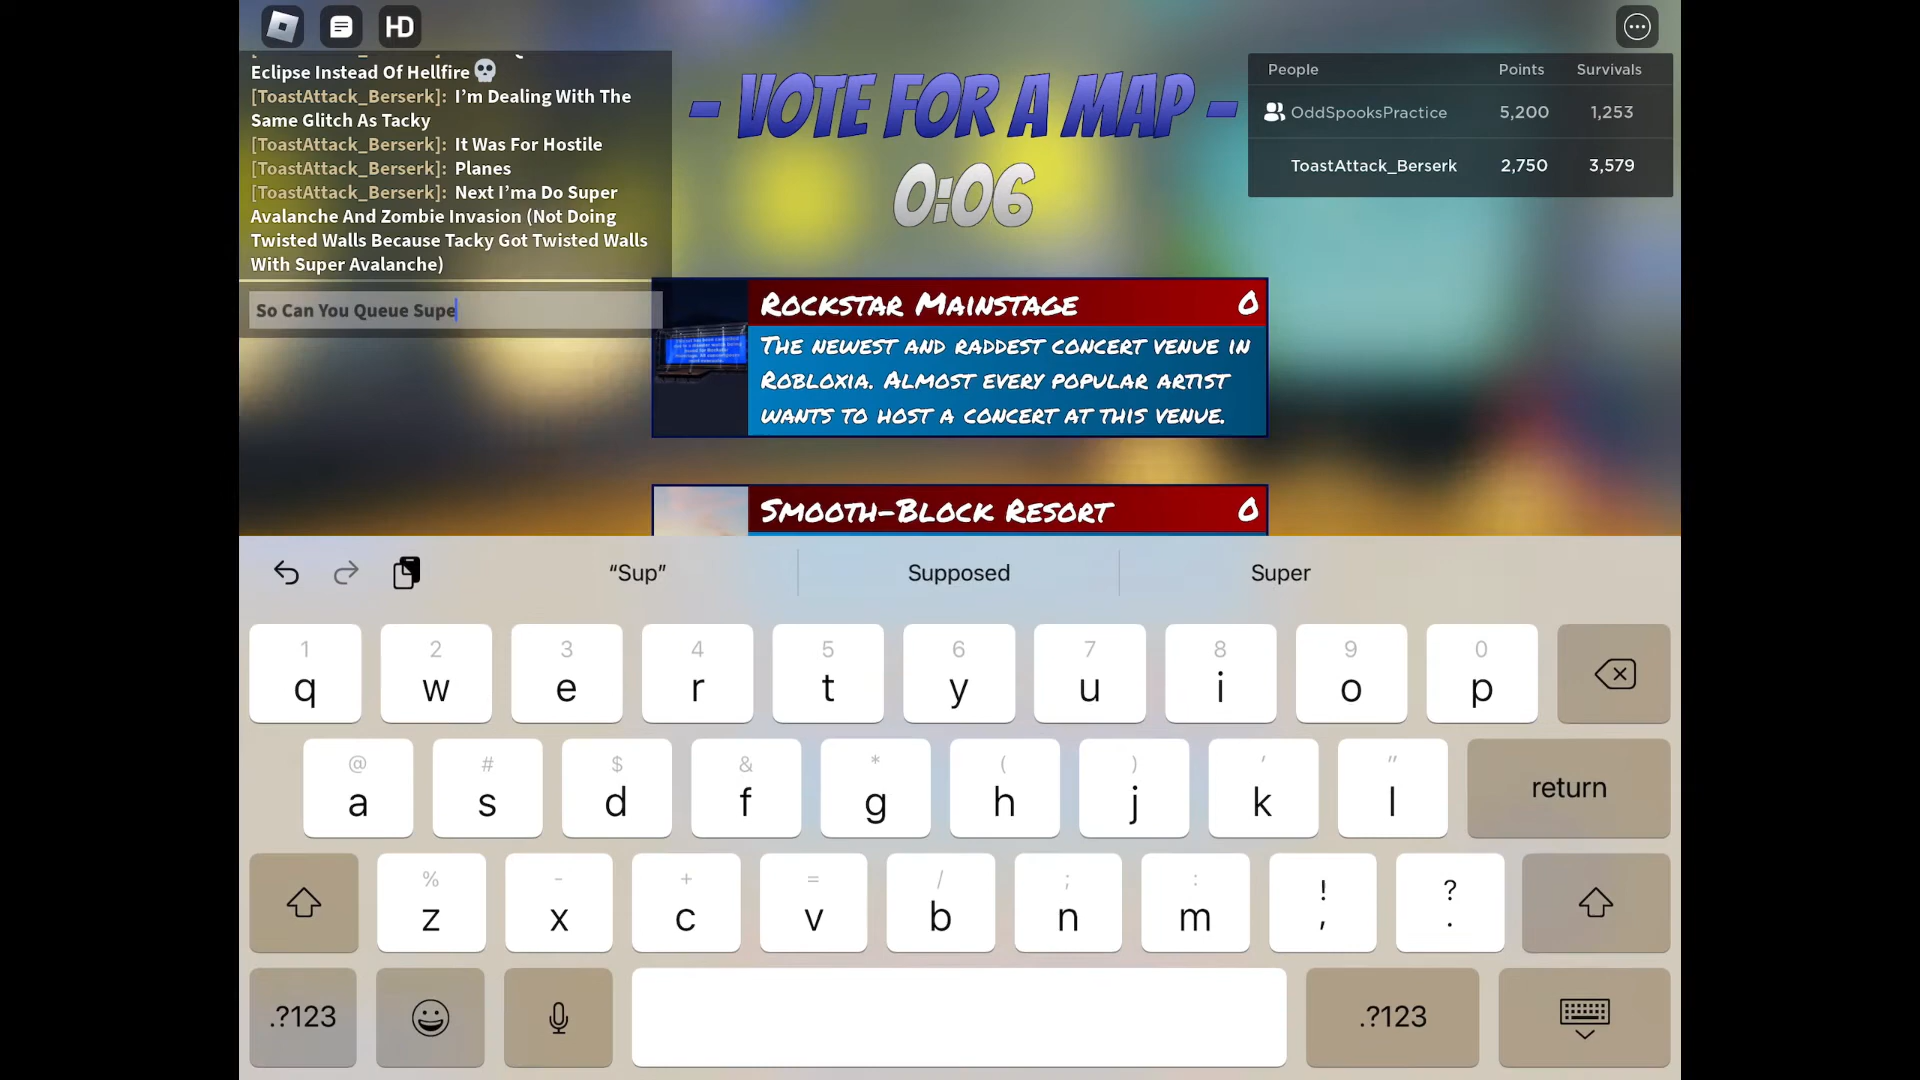 HD
Eclipse Instead Of Hellfire💀
[ToastAttack_Berserk]: I'm Dealing With The
Same Glitch As Tacky
[ToastAttack_Berserk]: It Was For Hostile
[ToastAttack_Berserk]: Planes
[ToastAttack_Berserk]: Next I'ma Do Super
Avalanche And Zombie Invasion (Not Doing
Twisted Walls Because Tacky Got Twisted Walls
With Super Avalanche)
So Can You Queue Supe
- VOTE FOR A MAP -
0:06
People Points Survivals
OddSpooksPractice 5,200 1,253
ToastAttack_Berserk 2,750 3,579
Rockstar Mainstage 0
The newest and raddest concert venue in
Robloxia. Almost every popular artist
wants to host a concert at this venue.
Smooth-Block Resort 0
“Sup” Supposed Super
1 2 3 4 5 6 7 8 9 0
q w e r t y u i o p
@ # $ & * ( ) ' "
a s d f g h j k l return
% - + = / ; : ! ?
z x c v b n m , .
.?123 .?123